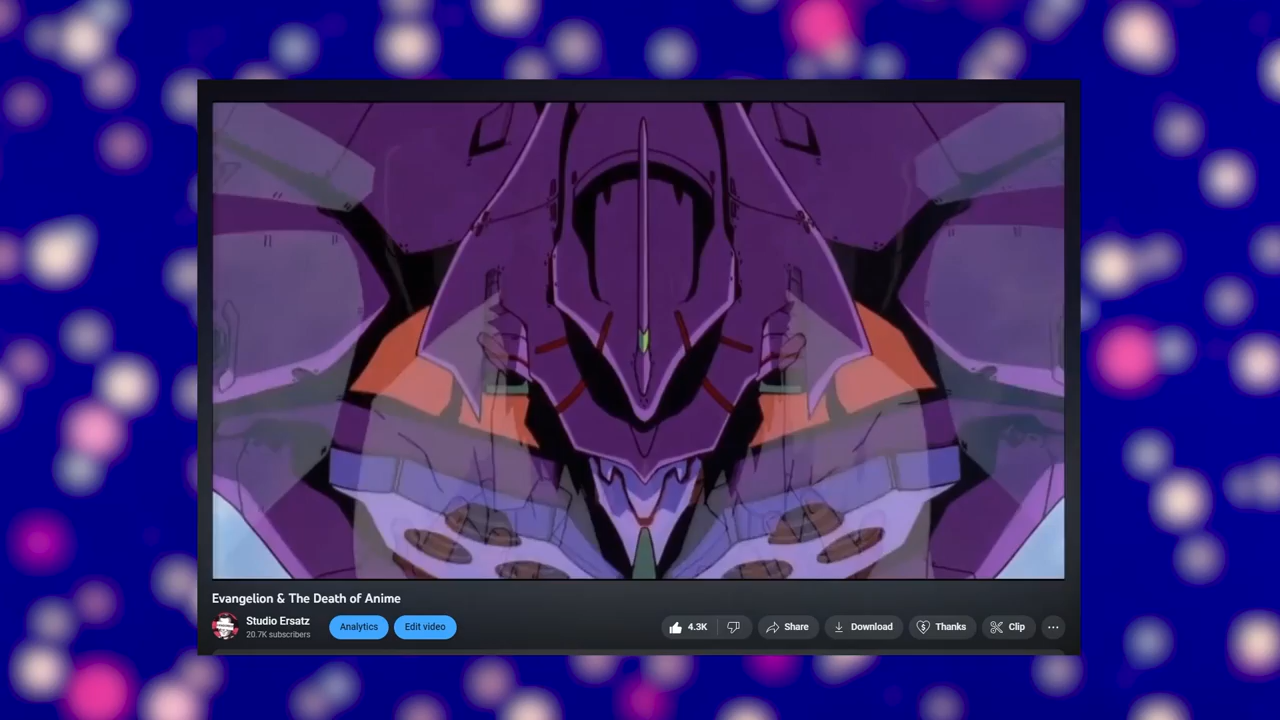 Evangelion & The Death of Anime
Studio Ersatz
20.7K subscribers
Analytics
Edit video
4.3K
Share
Download
Thanks
Clip